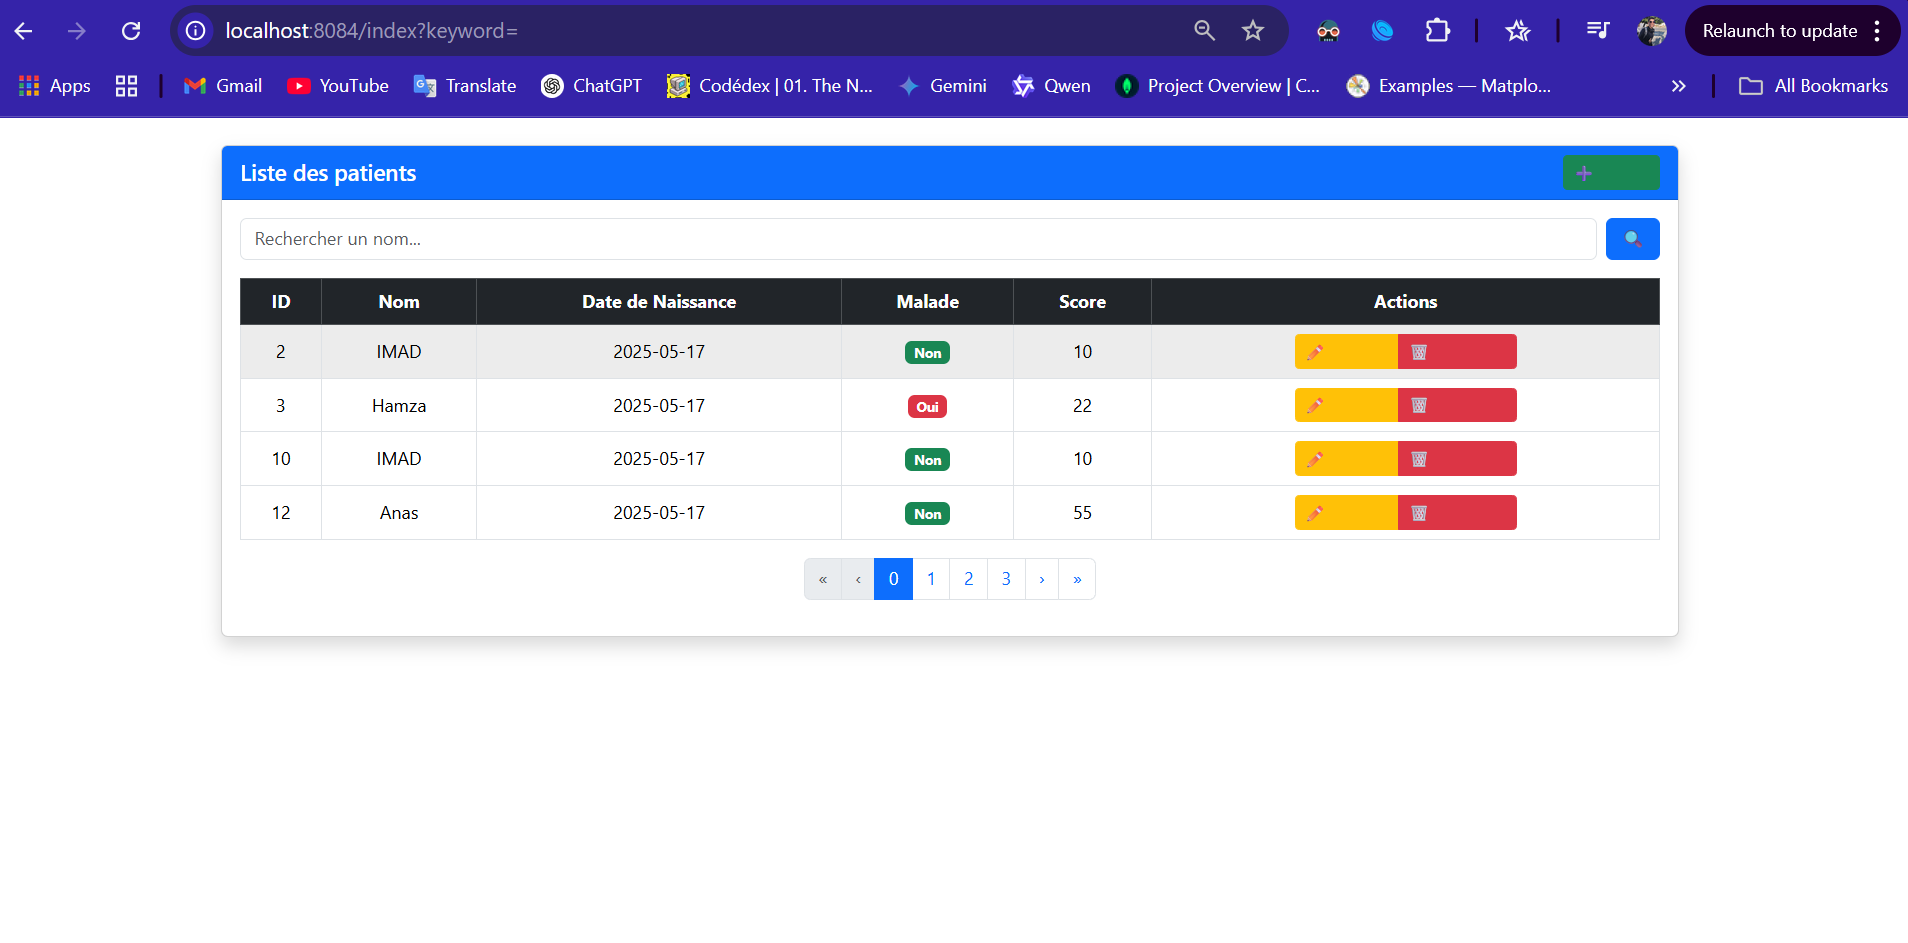 localhost:8084/index?keyword=
Relaunch to update
Apps Gmail YouTube Translate ChatGPT Codédex | 01. The N... Gemini Qwen Project Overview | C... Examples — Matplo... » All Bookmarks
Liste des patients ➕
Rechercher un nom... 🔍
ID Nom Date de Naissance Malade Score Actions
2 IMAD 2025-05-17 Non 10
3 Hamza 2025-05-17 Oui 22
10 IMAD 2025-05-17 Non 10
12 Anas 2025-05-17 Non 55
« ‹ 0 1 2 3 › »